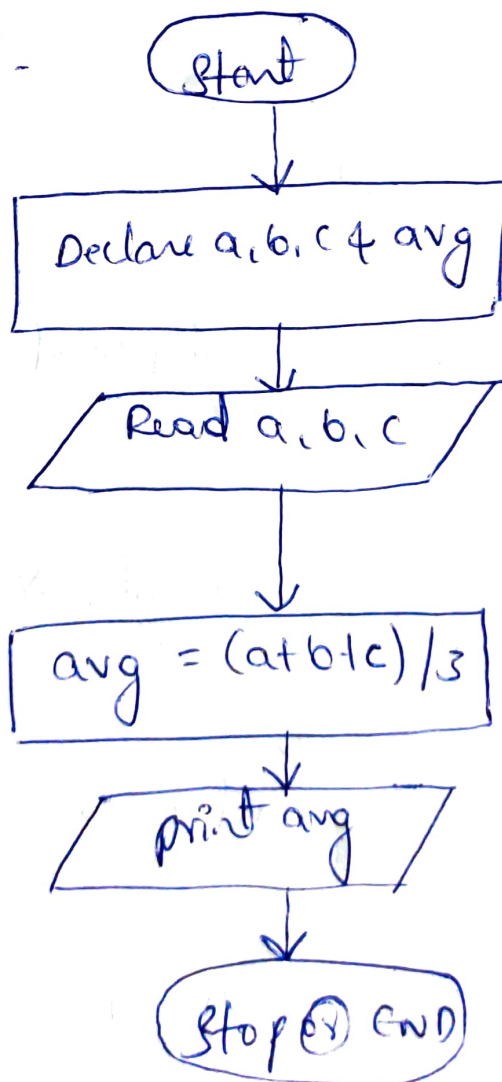 Start
Declare a, b, c & avg
Read a, b, c
avg = (a+b+c)/3
print avg
Stop or END